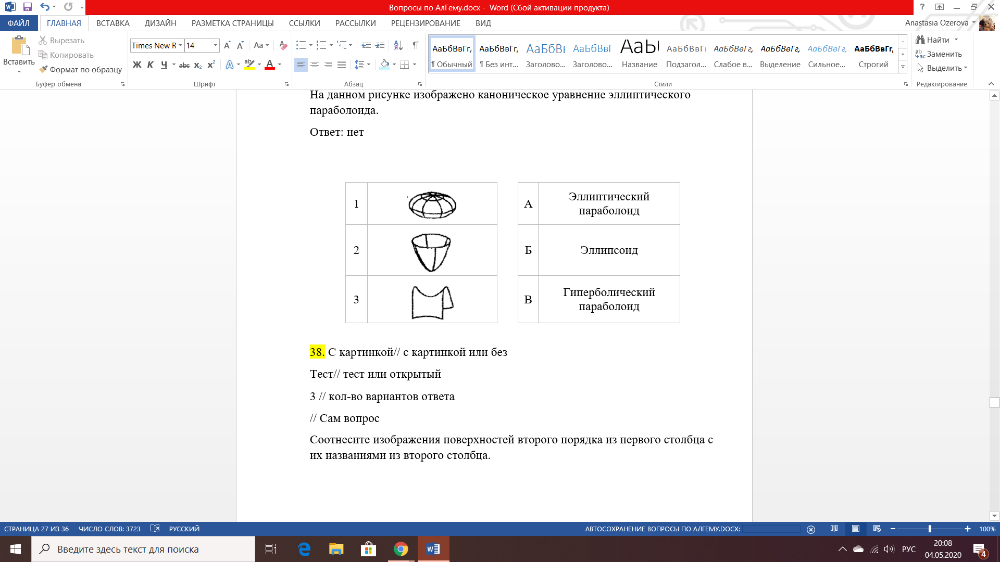 Вопросы по АлГему.docx - Word (Сбой активации продукта)
ФАЙЛ ГЛАВНАЯ ВСТАВКА ДИЗАЙН РАЗМЕТКА СТРАНИЦЫ ССЫЛКИ РАССЫЛКИ РЕЦЕНЗИРОВАНИЕ ВИД Anastasia Ozerova
Вставить
Вырезать
Копировать
Формат по образцу
Буфер обмена
Times New R 14
Ж К Ч abc x₂ x²
Шрифт
Абзац
АаБбВвГг, АаБбВвГг, АаБбВв АаБбВвГ АаБ АаБбВвГг АаБбВвГг, АаБбВвГг, АаБбВвГг, АаБбВвГг,
¶ Обычный ¶ Без инт... Заголово... Заголово... Название Подзагол... Слабое в... Выделение Сильное... Строгий
Стили
Найти
Заменить
Выделить
Редактирование
На данном рисунке изображено каноническое уравнение эллиптического
параболоида.
Ответ: нет
1 А Эллиптический
параболоид
2 Б Эллипсоид
3 В Гиперболический
параболоид
38. С картинкой// с картинкой или без
Тест// тест или открытый
3 // кол-во вариантов ответа
// Сам вопрос
Соотнесите изображения поверхностей второго порядка из первого столбца с
их названиями из второго столбца.
СТРАНИЦА 27 ИЗ 36 ЧИСЛО СЛОВ: 3723 РУССКИЙ АВТОСОХРАНЕНИЕ ВОПРОСЫ ПО АЛГЕМУ.DOCX: 100%
Введите здесь текст для поиска
РУС
20:08
04.05.2020
4